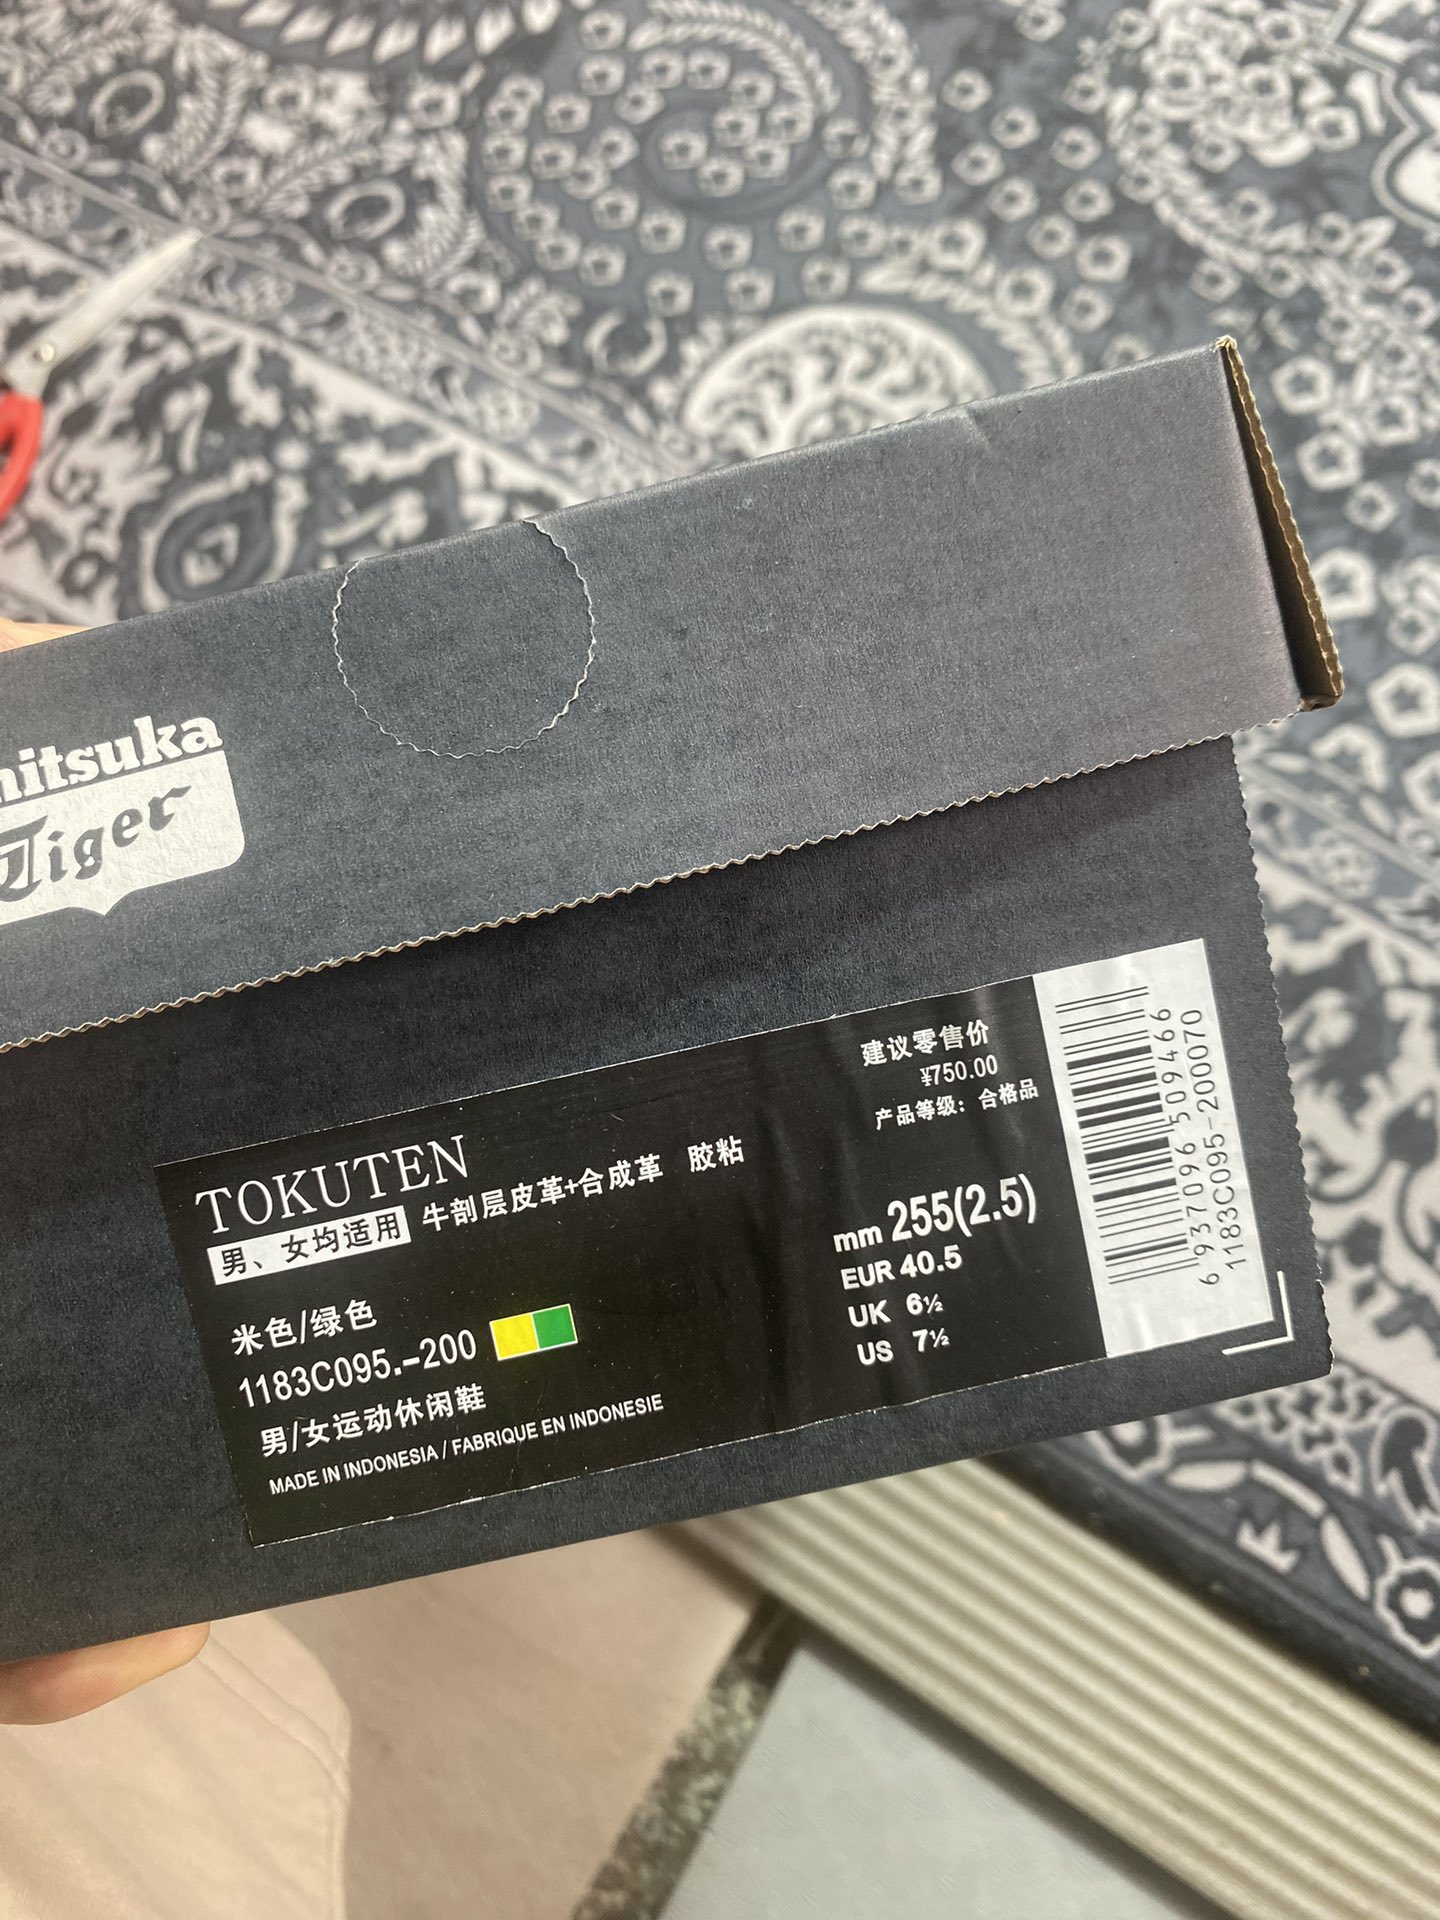 nitsuka
Tiger
TOKUTEN
男、女均适用 牛剖层皮革+合成革 胶粘
米色/绿色
1183C095.-200
男/女运动休闲鞋
MADE IN INDONESIA / FABRIQUE EN INDONESIE
建议零售价
¥750.00
产品等级：合格品
mm 255(2.5)
EUR 40.5
UK 6½
US 7½
6 937096 509466
1183C095-200070